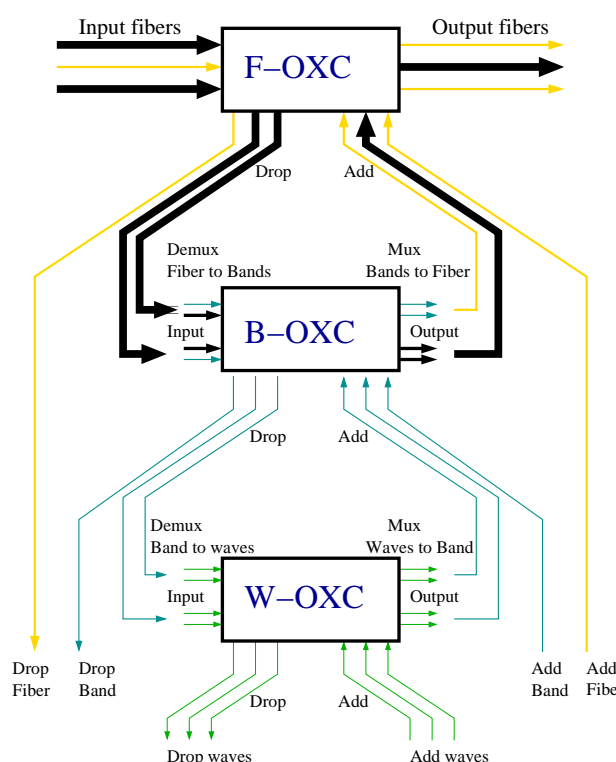 Input fibers
Output fibers
F–OXC
Drop
Add
Demux
Fiber to Bands
Mux
Bands to Fiber
Input
B–OXC
Output
Drop
Add
Demux
Band to waves
Mux
Waves to Band
Input
W–OXC
Output
Drop
Fiber
Drop
Band
Drop
Add
Add
Band
Add
Fiber
Drop waves
Add waves